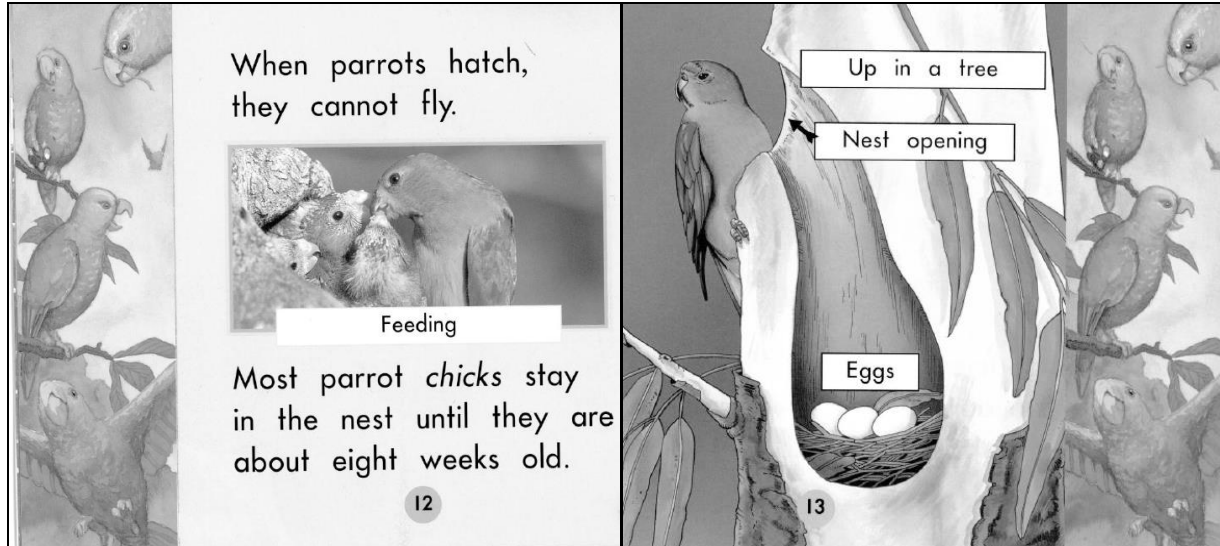 When parrots hatch,
they cannot fly.
Feeding
Most parrot chicks stay
in the nest until they are
about eight weeks old.
12
Up in a tree
Nest opening
Eggs
13